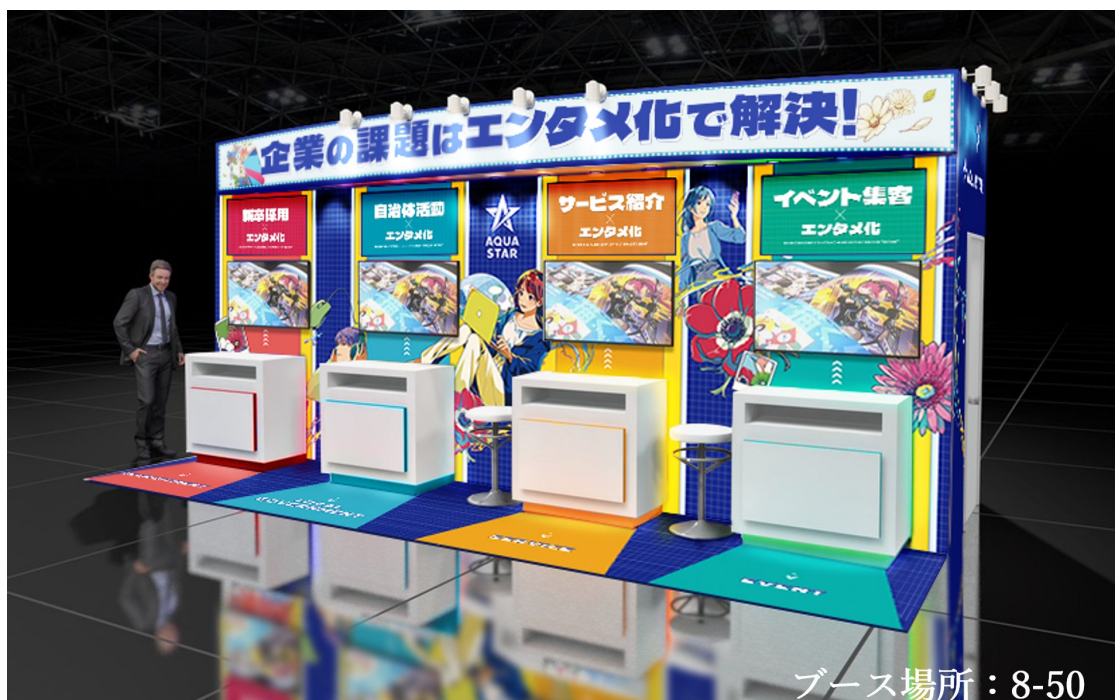 企業の課題はエンタメ化で解決!
新卒採用
×
エンタメ化
自治体活動
×
エンタメ化
AQUA
STAR
サービス紹介
×
エンタメ化
イベント集客
×
エンタメ化
LOCAL
GOVERNMENT
SERVICE
EVENT
ブース場所:8-50